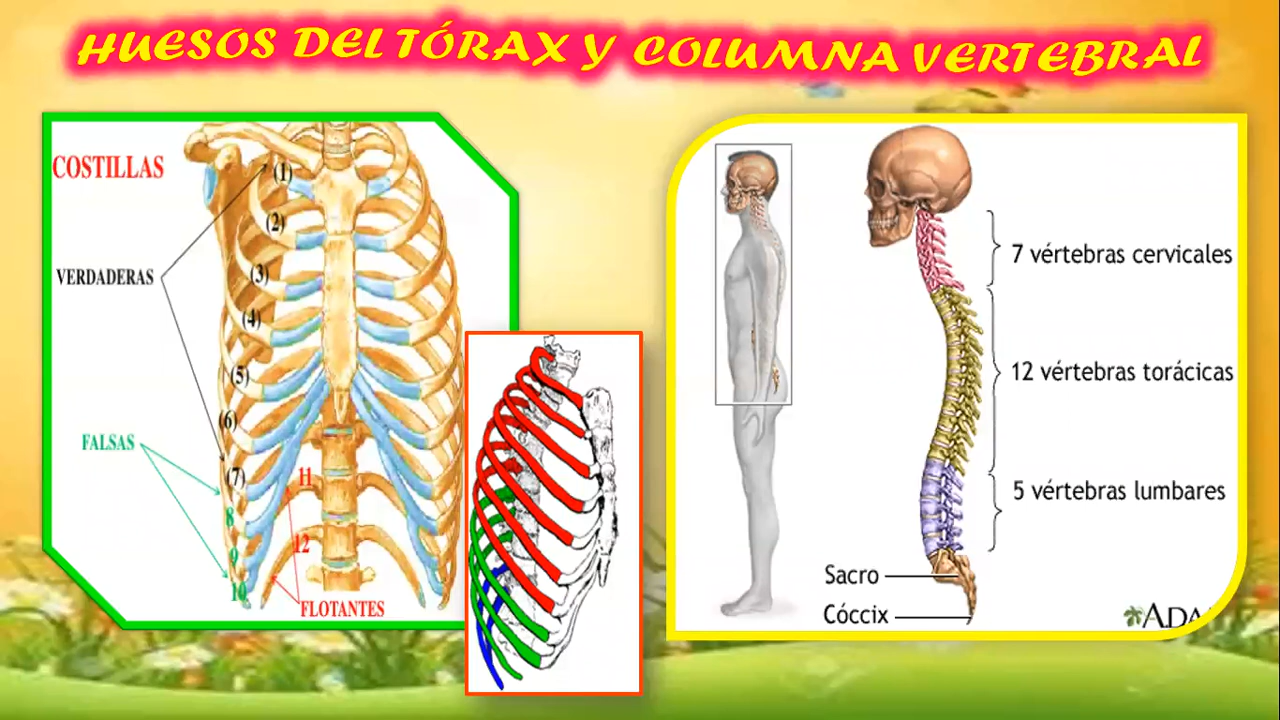 HUESOS DEL TÓRAX Y COLUMNA VERTEBRAL
COSTILLAS
(1)
(2)
VERDADERAS
(3)
(4)
(5)
(6)
FALSAS
(7)
11
8
12
9
10
FLOTANTES
7 vértebras cervicales
12 vértebras torácicas
5 vértebras lumbares
Sacro
Cóccix